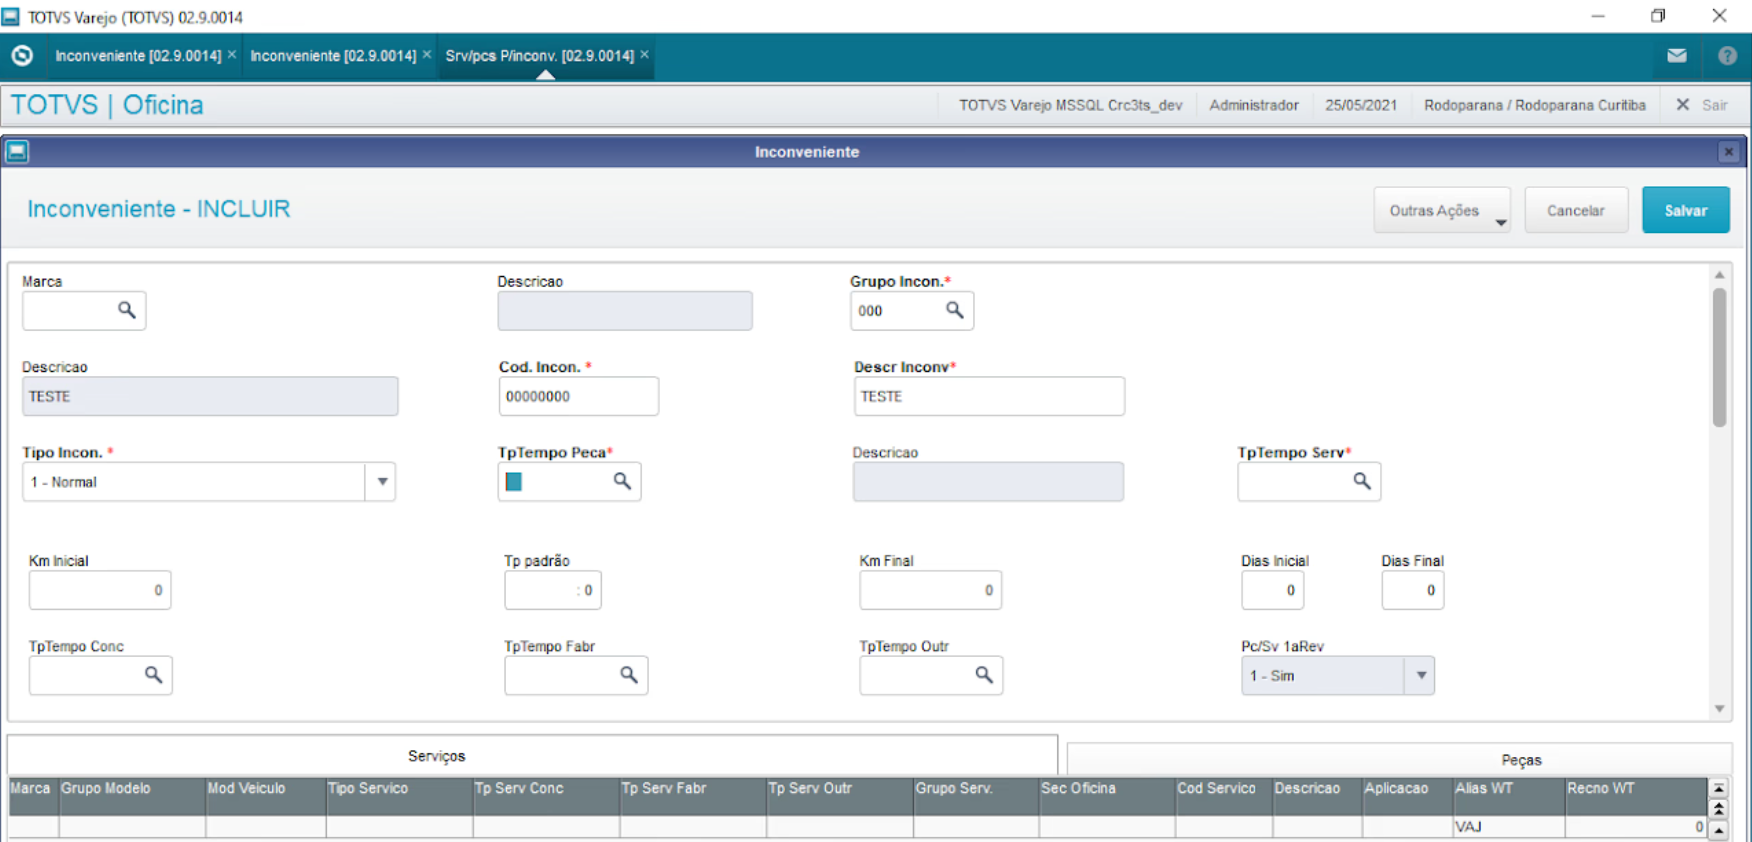 TOTVS Varejo (TOTVS) 02.9.0014
Inconveniente [02.9.0014] × Inconveniente [02.9.0014] × Srv/pcs P/inconv. [02.9.0014] ×
TOTVS | Oficina TOTVS Varejo MSSQL Crc3ts_dev Administrador 25/05/2021 Rodoparana / Rodoparana Curitiba Sair
Inconveniente
Inconveniente - INCLUIR Outras Ações Cancelar Salvar
Marca Descricao Grupo Incon.*
000
Descricao Cod. Incon. * Descr Inconv*
TESTE 00000000 TESTE
Tipo Incon. * TpTempo Peca* Descricao TpTempo Serv*
1 - Normal
Km Inicial Tp padrão Km Final Dias Inicial Dias Final
0 : 0 0 0 0
TpTempo Conc TpTempo Fabr TpTempo Outr Pc/Sv 1aRev
1 - Sim
Serviços Peças
Marca Grupo Modelo Mod Veiculo Tipo Servico Tp Serv Conc Tp Serv Fabr Tp Serv Outr Grupo Serv. Sec Oficina Cod Servico Descricao Aplicacao Alias WT Recno WT
VAJ 0